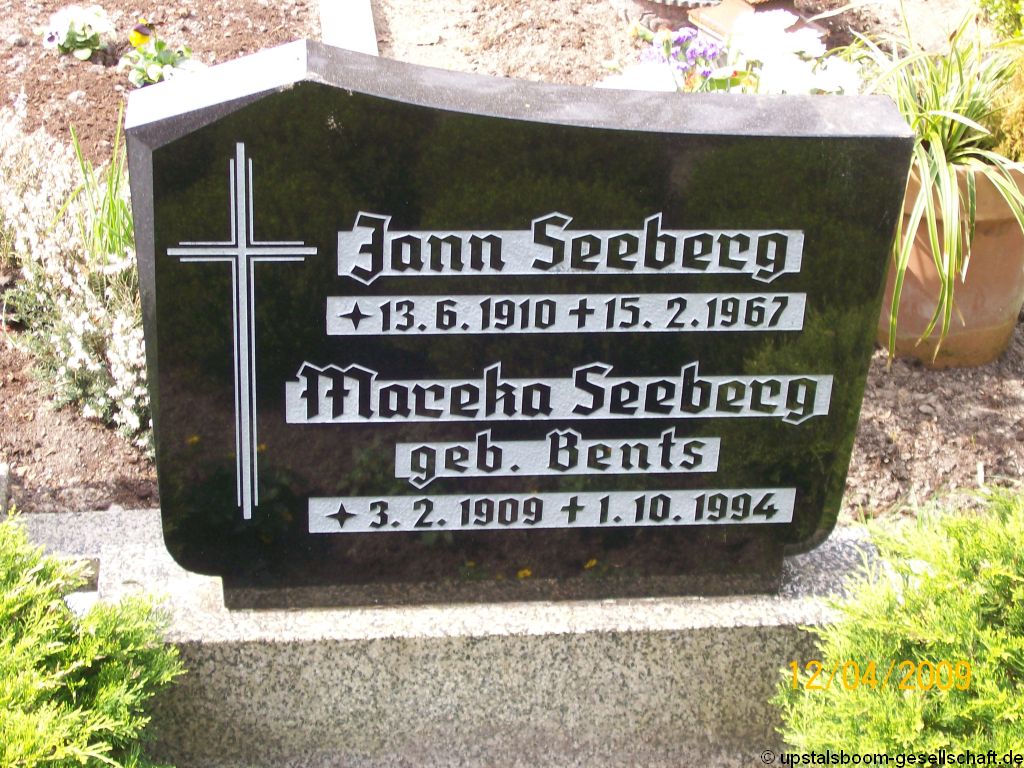 Jann Seeberg
✦ 13. 6. 1910 ✝ 15. 2. 1967
Mareka Seeberg
geb. Bents
✦ 3. 2. 1909 ✝ 1. 10. 1994
12/04/2009
© upstalsboom-gesellschaft.de